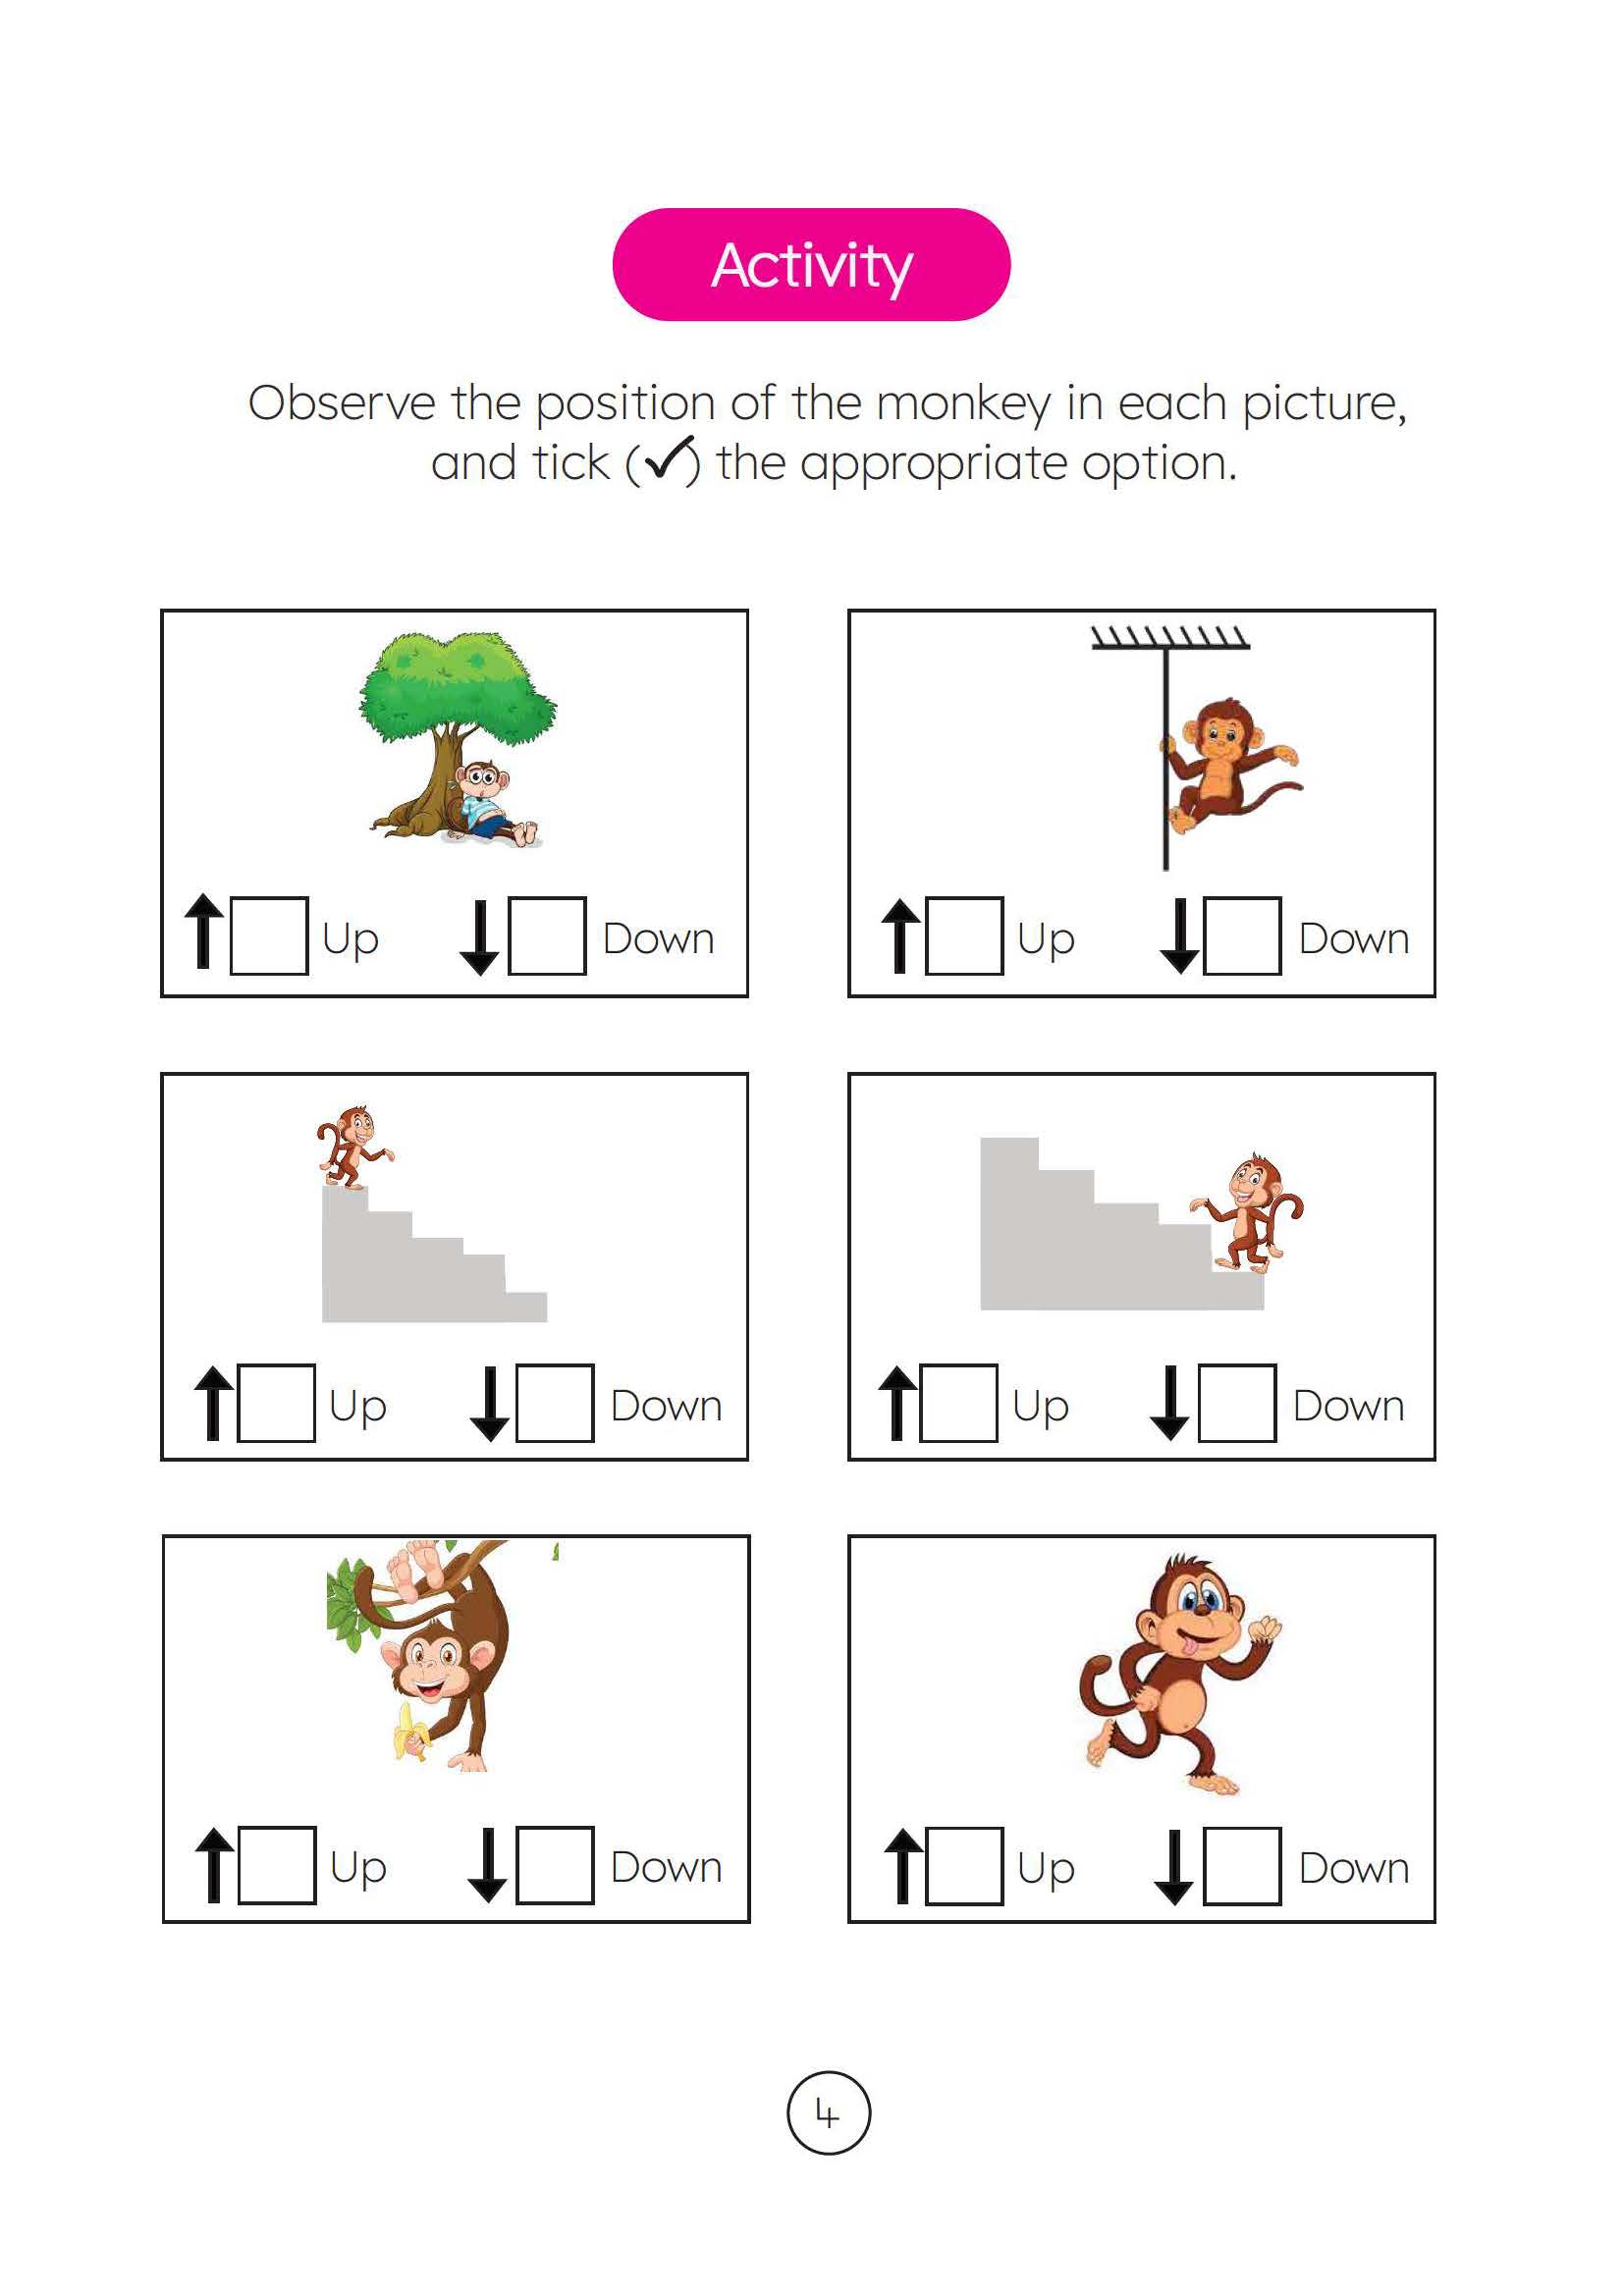 Activity
Observe the position of the monkey in each picture,
and tick (✓) the appropriate option.
Up Down
Up Down
Up Down
Up Down
Up Down
Up Down
4